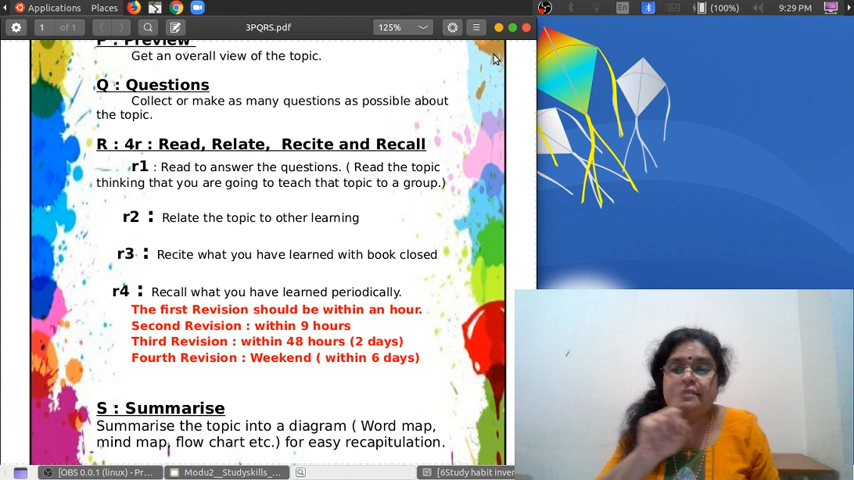 Applications Places (100%) 9:29 PM
En
1 of 1 3PQRS.pdf 125%
P : Preview
Get an overall view of the topic.
Q : Questions
Collect or make as many questions as possible about
the topic.
R : 4r : Read, Relate, Recite and Recall
r1 : Read to answer the questions. ( Read the topic
thinking that you are going to teach that topic to a group.)
r2 : Relate the topic to other learning
r3 : Recite what you have learned with book closed
r4 : Recall what you have learned periodically.
The first Revision should be within an hour.
Second Revision : within 9 hours
Third Revision : within 48 hours (2 days)
Fourth Revision : Weekend ( within 6 days)
S : Summarise
Summarise the topic into a diagram ( Word map,
mind map, flow chart etc.) for easy recapitulation.
[OBS 0.0.1 (linux) - Pr... Modu2__Studyskills_... [6Study habit inver